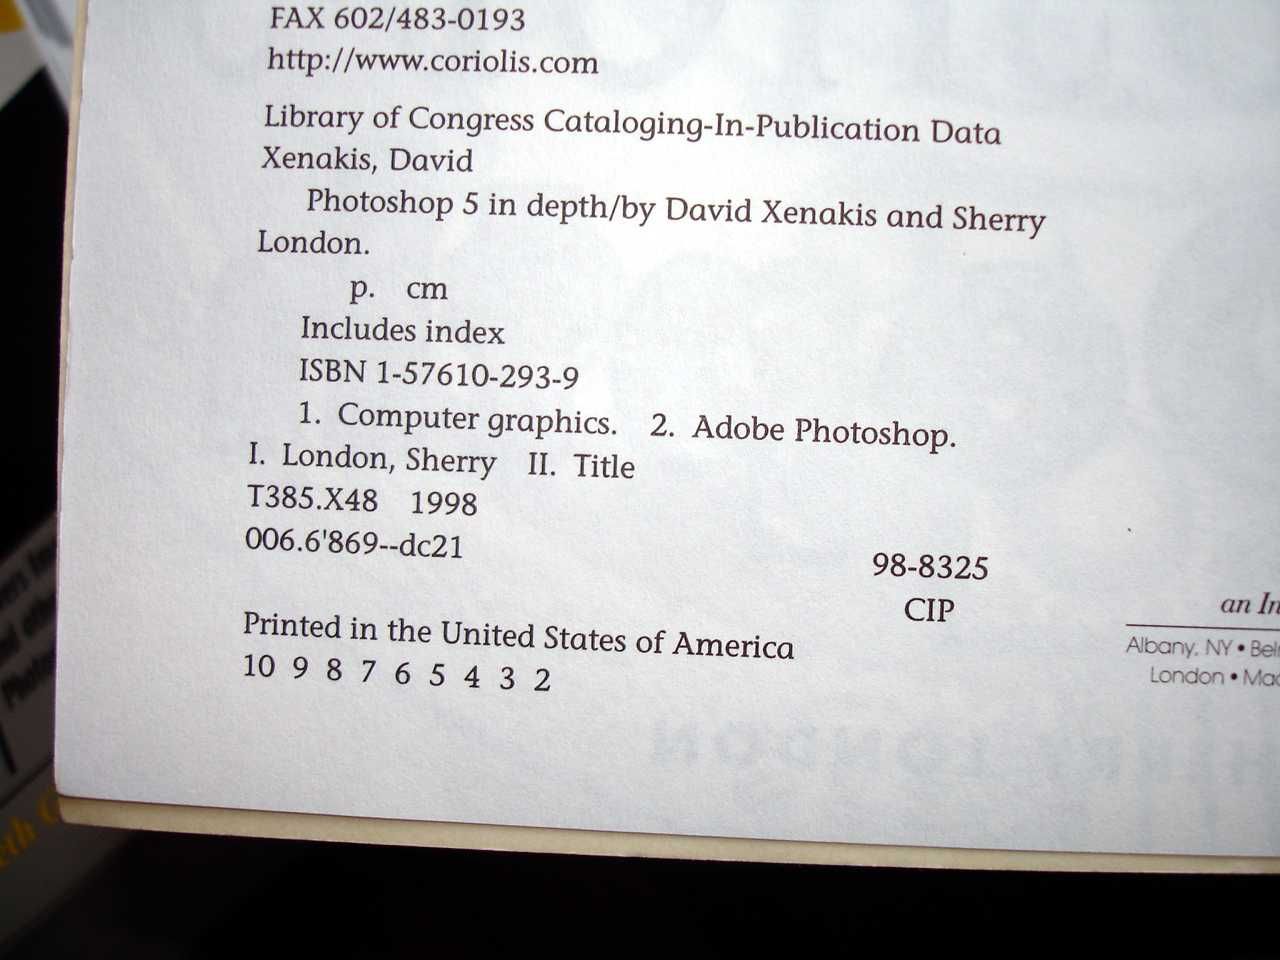 FAX 602/483-0193
http://www.coriolis.com
Library of Congress Cataloging-In-Publication Data
Xenakis, David
Photoshop 5 in depth/by David Xenakis and Sherry
London.
p. cm
Includes index
ISBN 1-57610-293-9
1. Computer graphics. 2. Adobe Photoshop.
I. London, Sherry II. Title
T385.X48 1998
006.6'869--dc21
98-8325
CIP
Printed in the United States of America
10 9 8 7 6 5 4 3 2
an
Albany, NY •
London •
LONDON